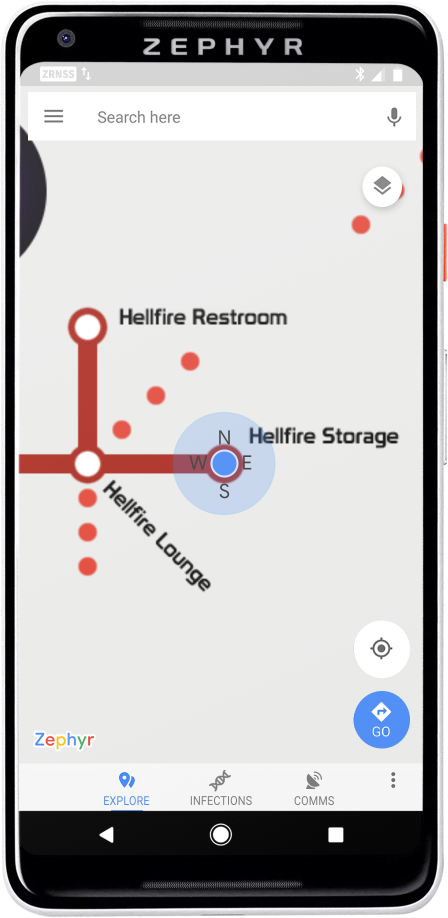 ZEPHYR
ZRNSS
Search here
Hellfire Restroom
Hellfire Storage
N
W E
S
Hellfire Lounge
GO
Zephyr
EXPLORE INFECTIONS COMMS